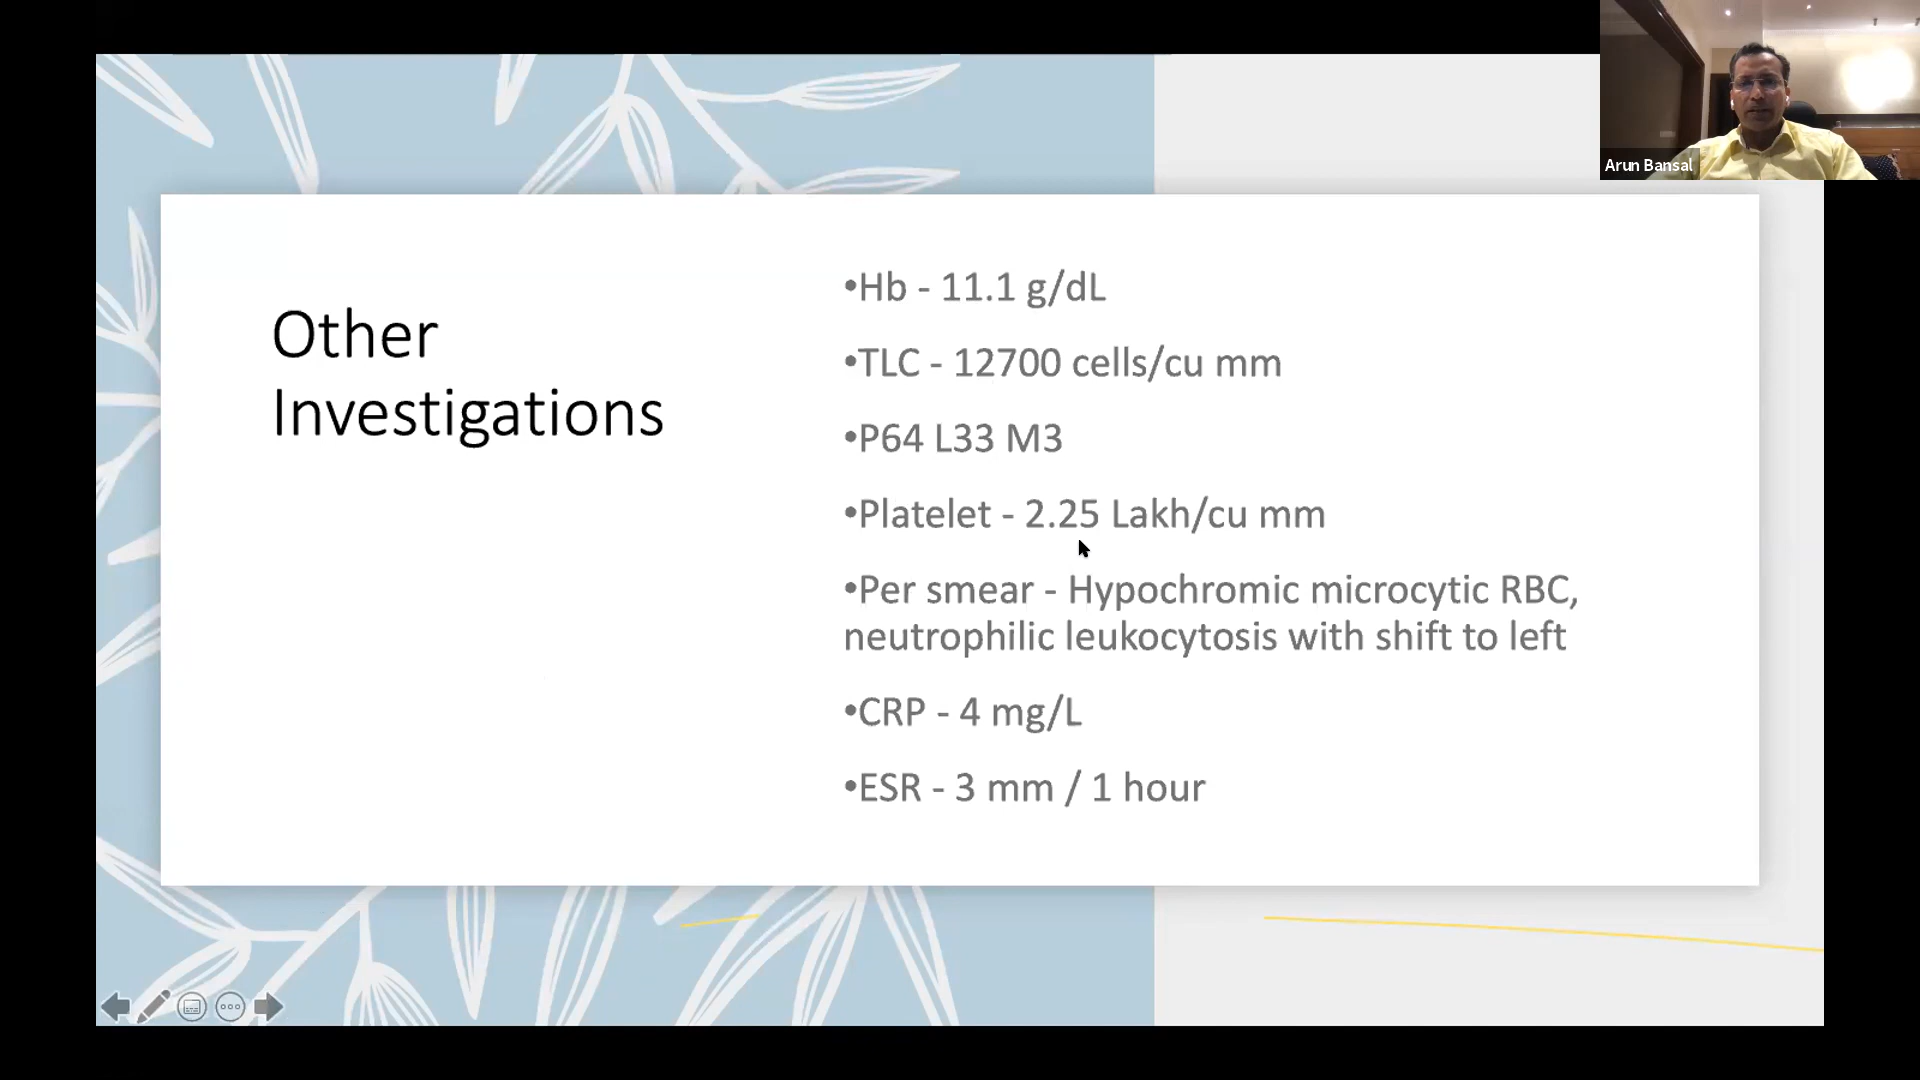 Arun Bansal
Other
Investigations
•Hb - 11.1 g/dL
•TLC - 12700 cells/cu mm
•P64 L33 M3
•Platelet - 2.25 Lakh/cu mm
•Per smear - Hypochromic microcytic RBC,
neutrophilic leukocytosis with shift to left
•CRP - 4 mg/L
•ESR - 3 mm / 1 hour